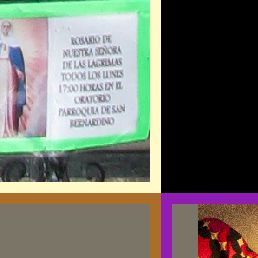 ROSARIO DE
NUESTRA SEÑORA
DE LAS LAGRIMAS
TODOS LOS LUNES
17:00 HORAS EN EL
ORATORIO
PARROQUIA DE SAN
BERNARDINO